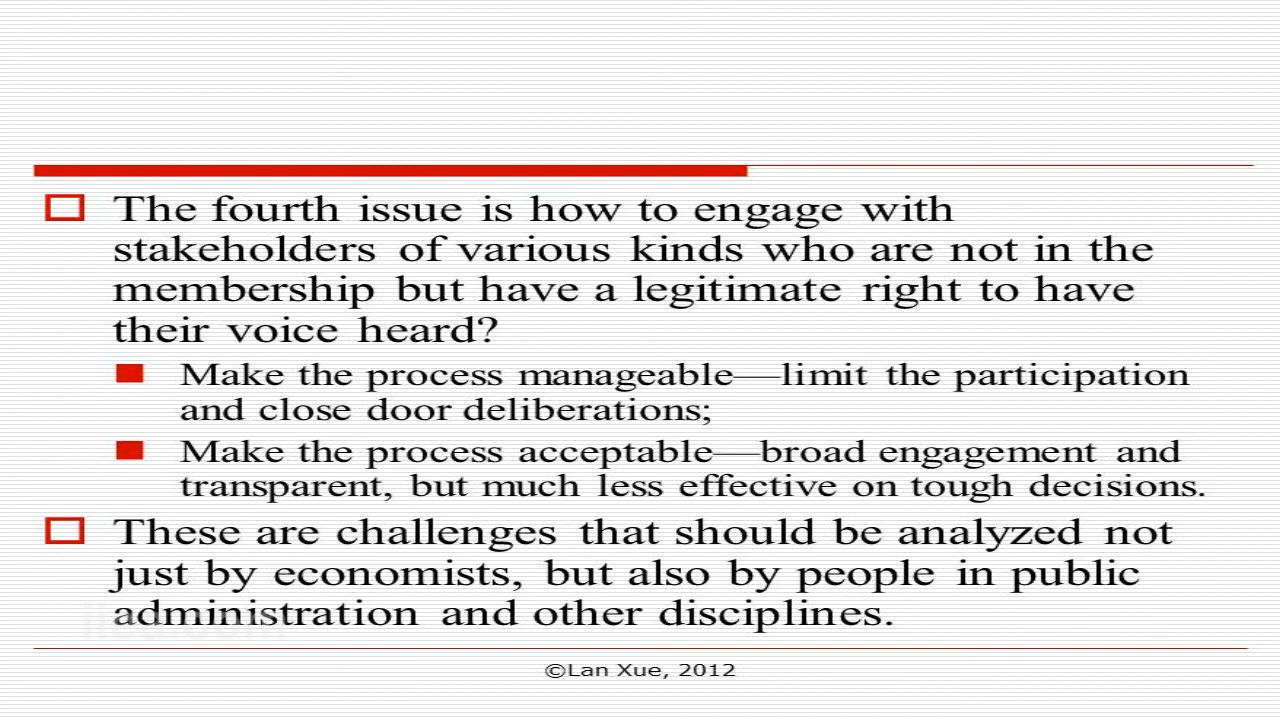 The fourth issue is how to engage with
stakeholders of various kinds who are not in the
membership but have a legitimate right to have
their voice heard?
Make the process manageable—limit the participation
and close door deliberations;
Make the process acceptable—broad engagement and
transparent, but much less effective on tough decisions.
These are challenges that should be analyzed not
just by economists, but also by people in public
administration and other disciplines.
©Lan Xue, 2012